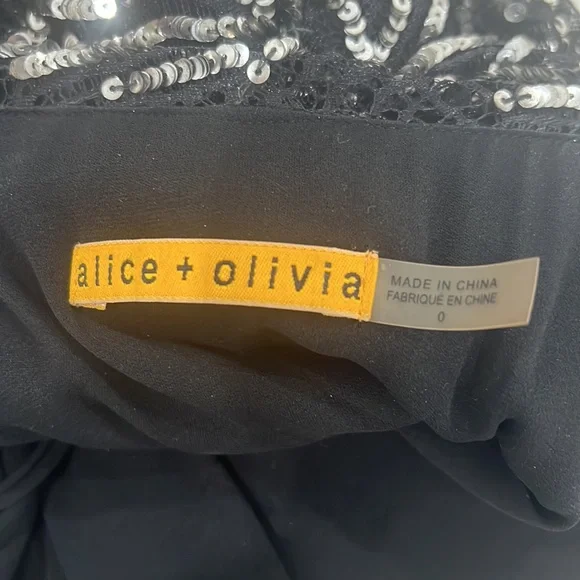 alice + olivia
MADE IN CHINA
FABRIQUÉ EN CHINE
0